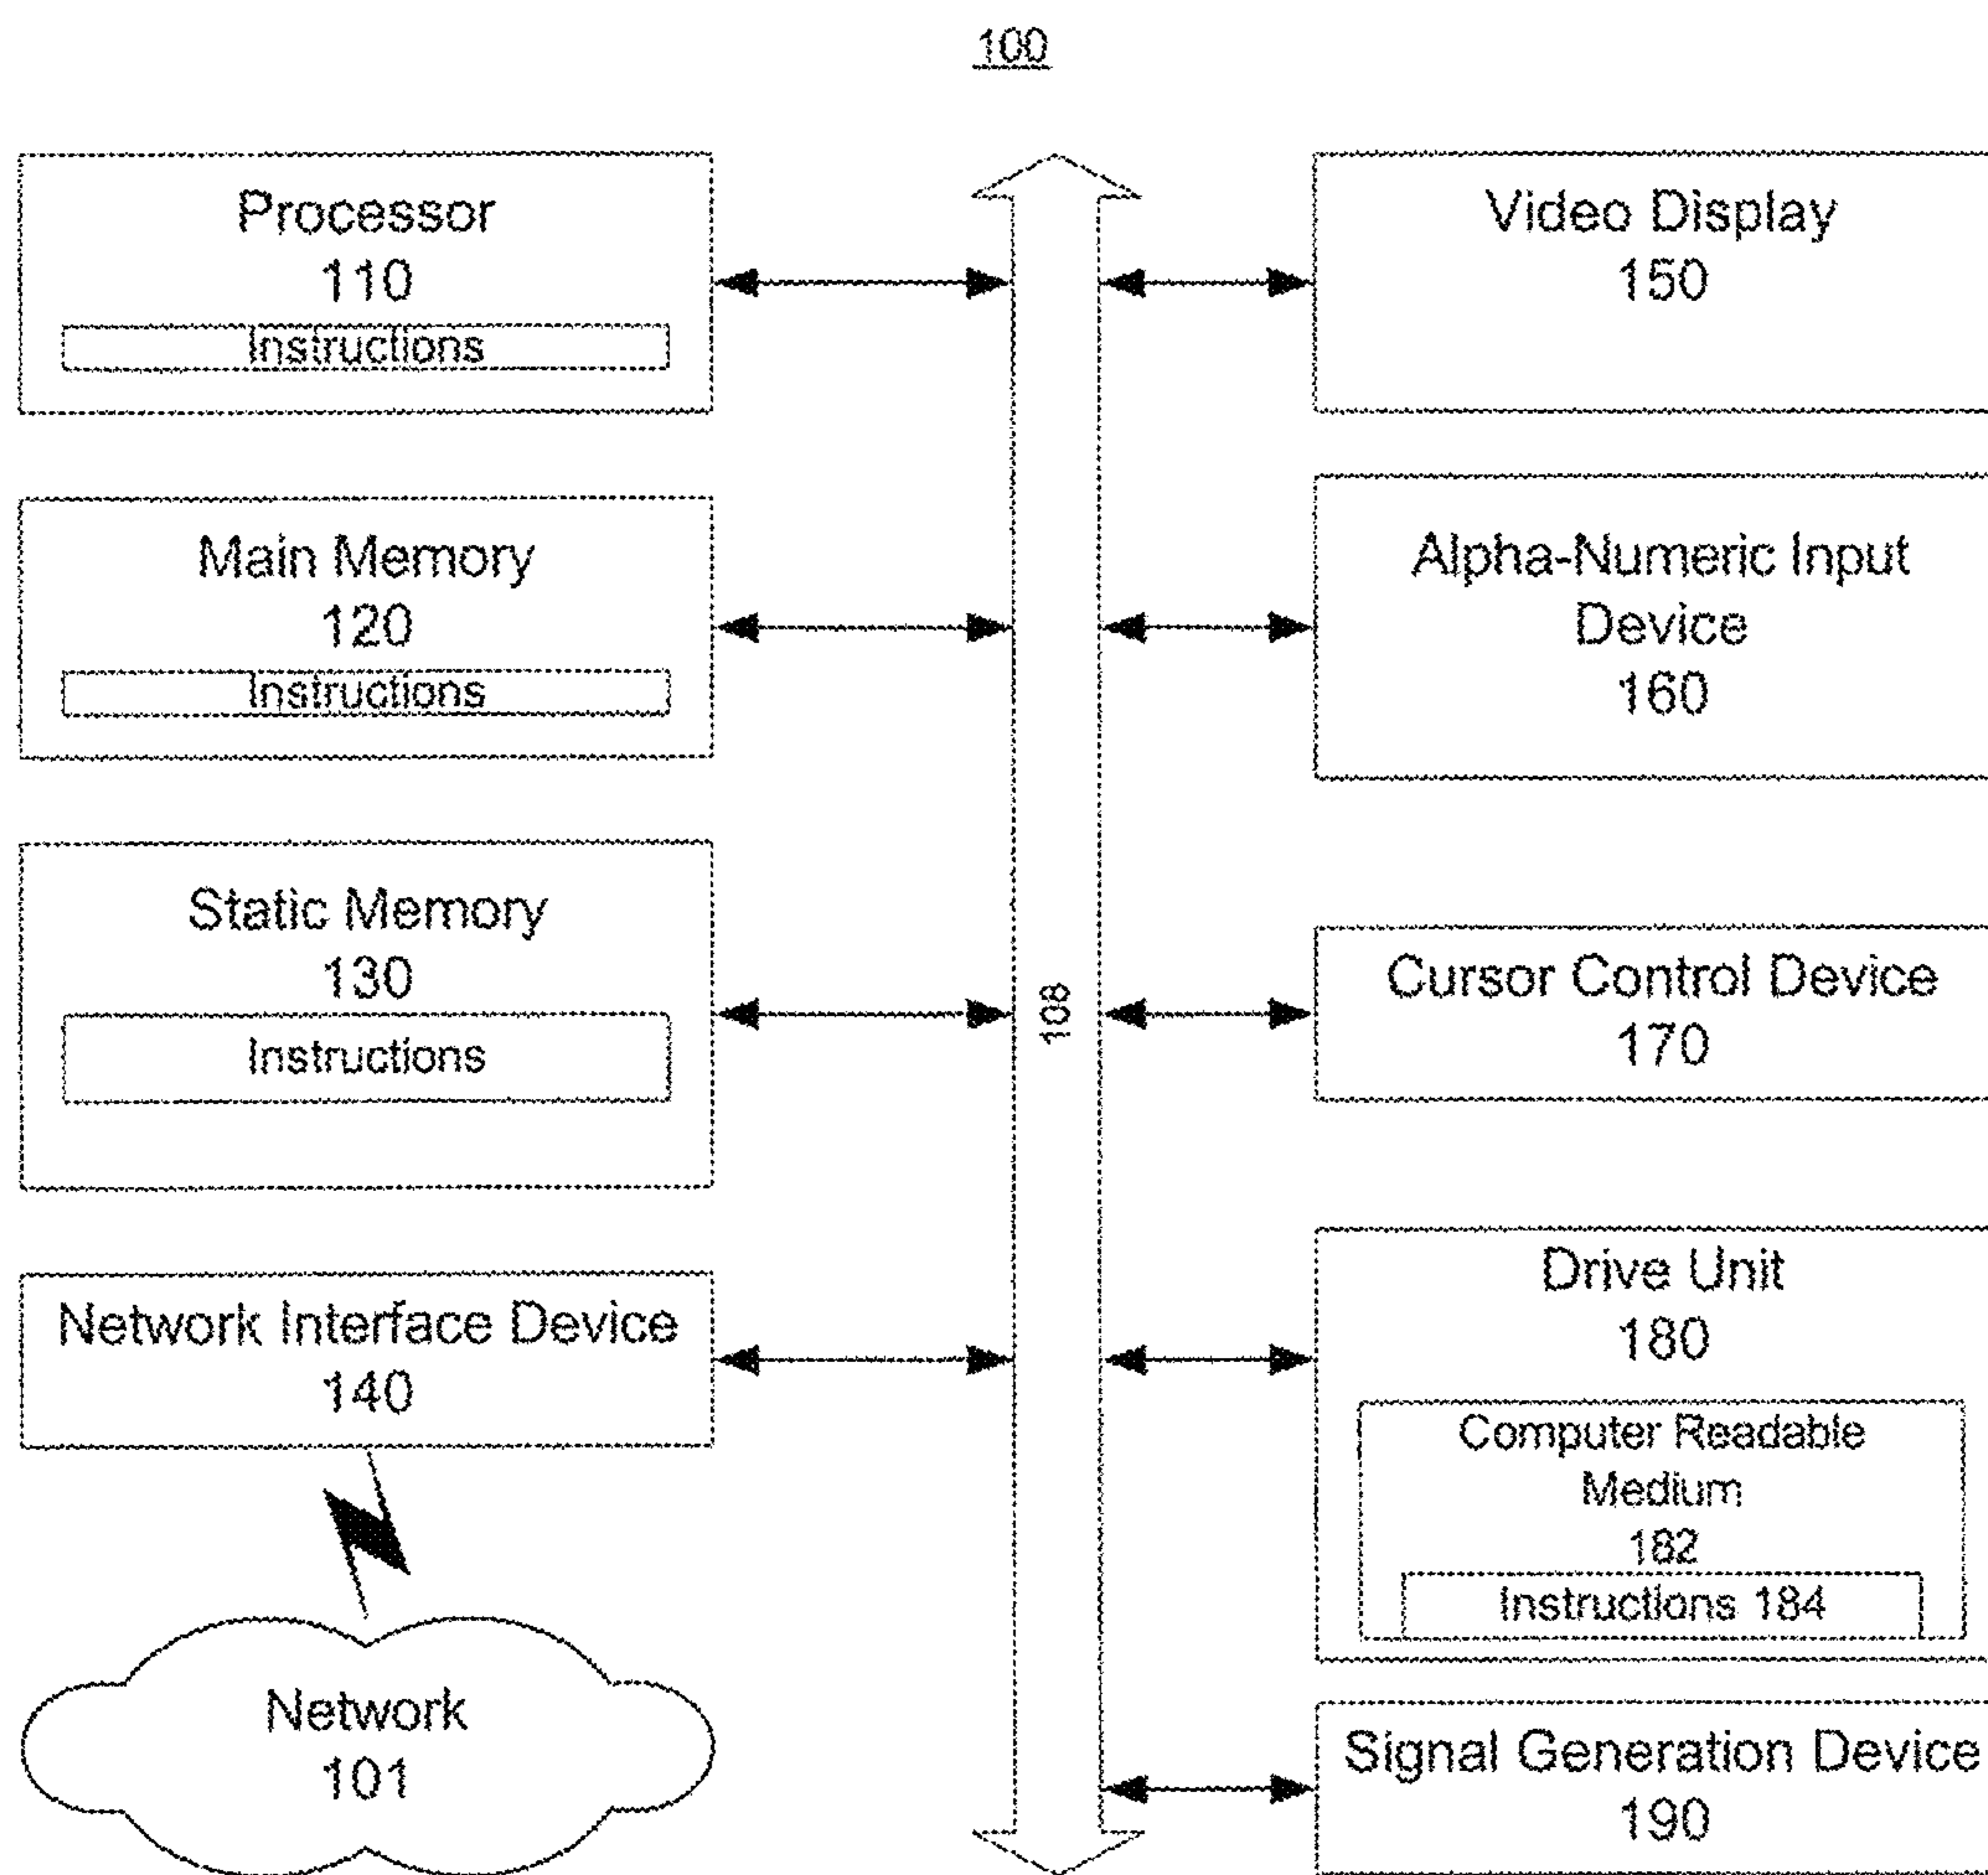 100
Processor
110
Instructions
Main Memory
120
Instructions
Static Memory
130
Instructions
Network Interface Device
140
Network
101
108
Video Display
150
Alpha-Numeric Input
Device
160
Cursor Control Device
170
Drive Unit
180
Computer Readable
Medium
182
Instructions 184
Signal Generation Device
190